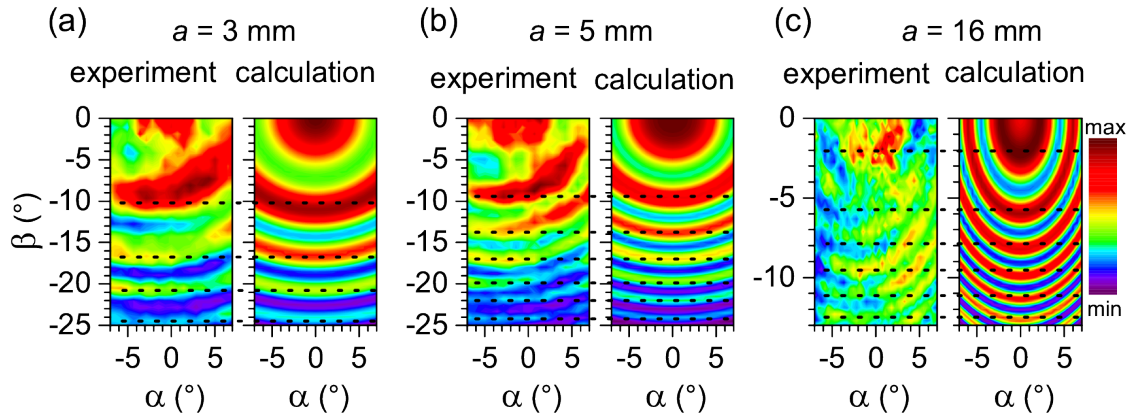 (a) a = 3 mm (b) a = 5 mm (c) a = 16 mm
experiment calculation experiment calculation experiment calculation
0 0 0 max
-5 -5
-5
-10 -10
β (°)
-15 -15
-10
-20 -20
min
-25 -25
-5 0 5 -5 0 5 -5 0 5 -5 0 5 -5 0 5 -5 0 5
α (°) α (°) α (°) α (°) α (°) α (°)